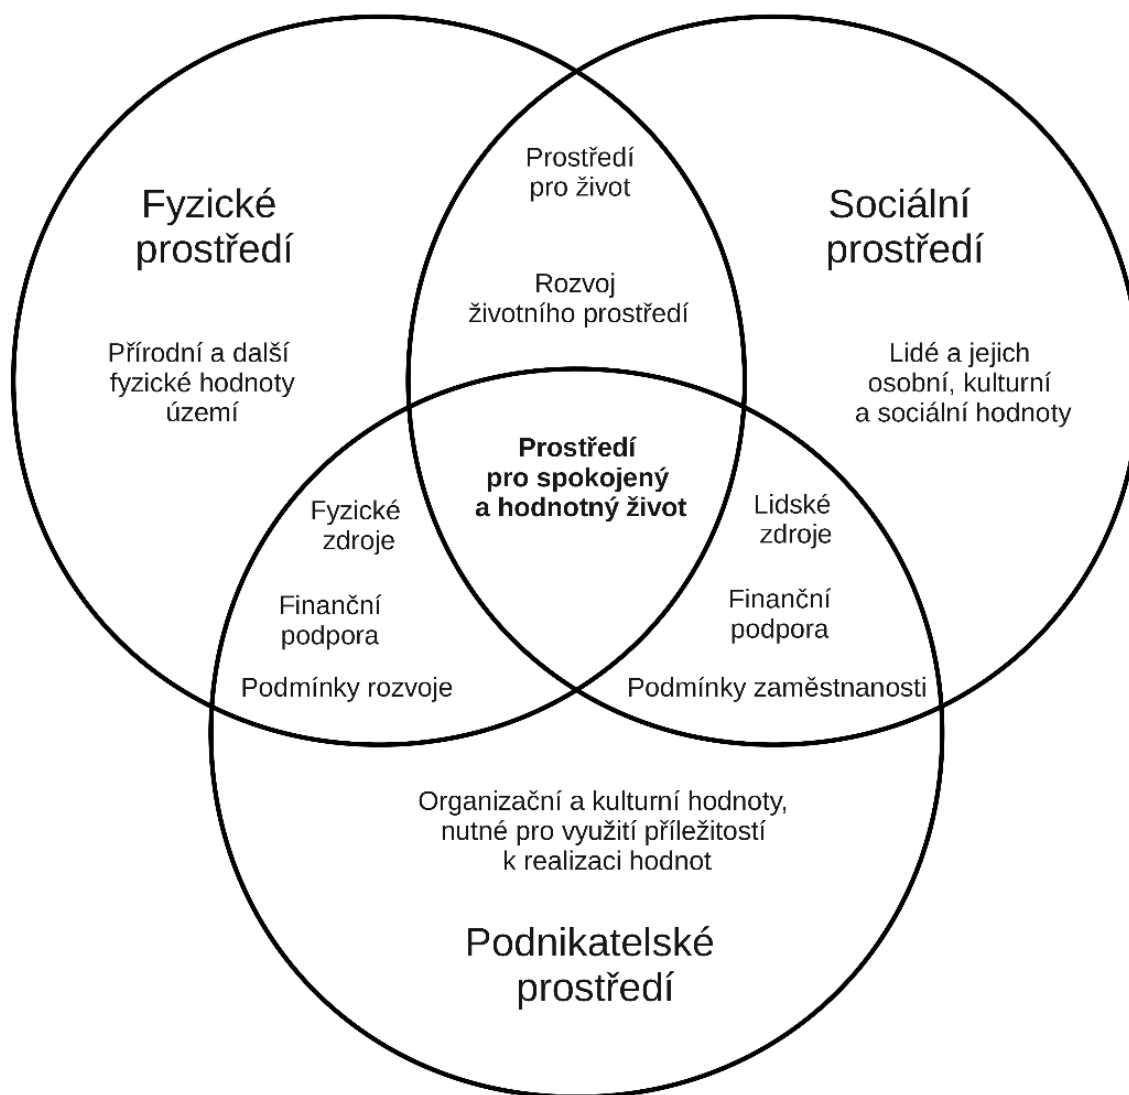 Prostředí
pro život
Fyzické
prostředí
Sociální
prostředí
Rozvoj
životního prostředí
Přírodní a další
fyzické hodnoty
území
Lidé a jejich
osobní, kulturní
a sociální hodnoty
Prostředí
pro spokojený
a hodnotný život
Fyzické
zdroje
Lidské
zdroje
Finanční
podpora
Finanční
podpora
Podmínky rozvoje
Podmínky zaměstnanosti
Organizační a kulturní hodnoty,
nutné pro využití příležitostí
k realizaci hodnot
Podnikatelské
prostředí